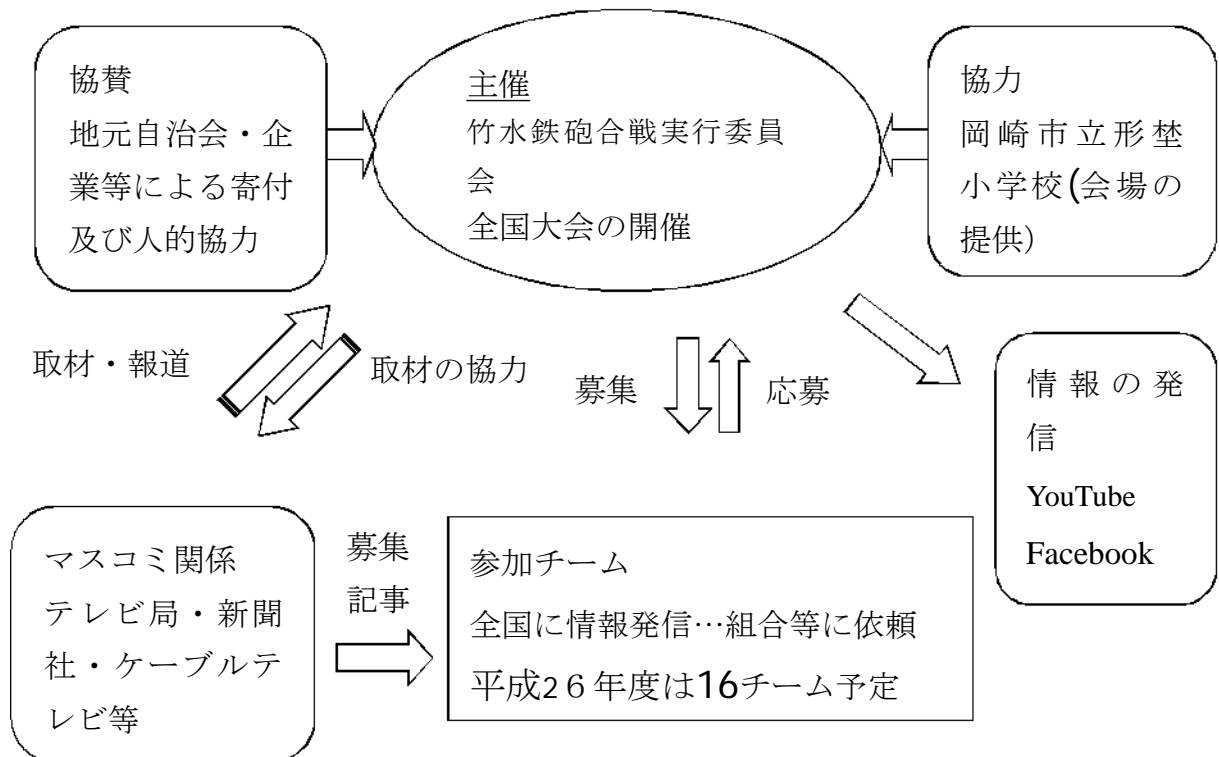 協賛
地元自治会・企
業等による寄付
及び人的協力
主催
竹水鉄砲合戦実行委員
会
全国大会の開催
協力
岡崎市立形埜
小学校(会場の
提供)
取材・報道
取材の協力
募集
応募
情報の発
信
YouTube
Facebook
マスコミ関係
テレビ局・新聞
社・ケーブルテ
レビ等
募集
記事
参加チーム
全国に情報発信…組合等に依頼
平成2６年度は16チーム予定